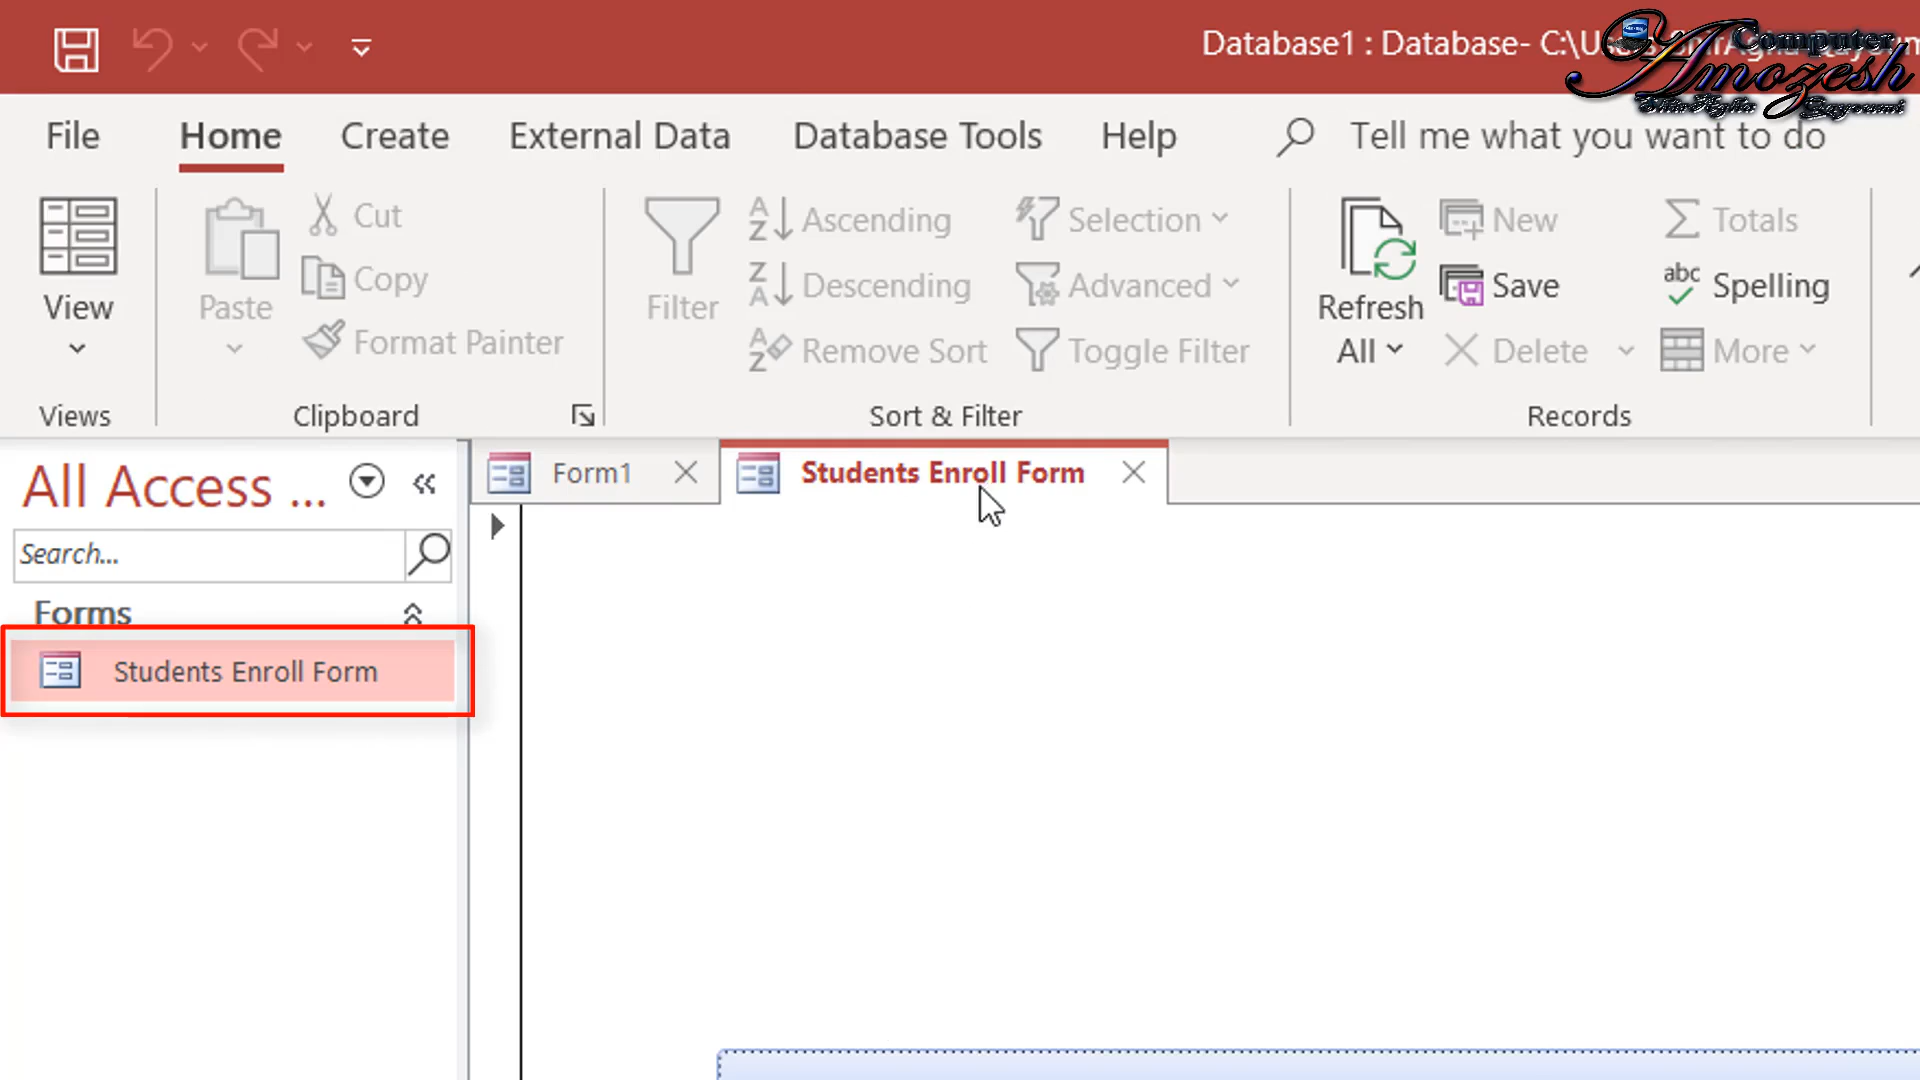 Database1 : Database- C:\Us
Computer
Amozesh
File Home Create External Data Database Tools Help Tell me what you want to do
View
Views
Paste
Cut
Copy
Format Painter
Clipboard
Filter
Ascending
Descending
Remove Sort
Selection
Advanced
Toggle Filter
Sort & Filter
Refresh
All
New
Save
Delete
Totals
abc Spelling
More
Records
All Access ...
Search...
Forms
Students Enroll Form
Form1
Students Enroll Form